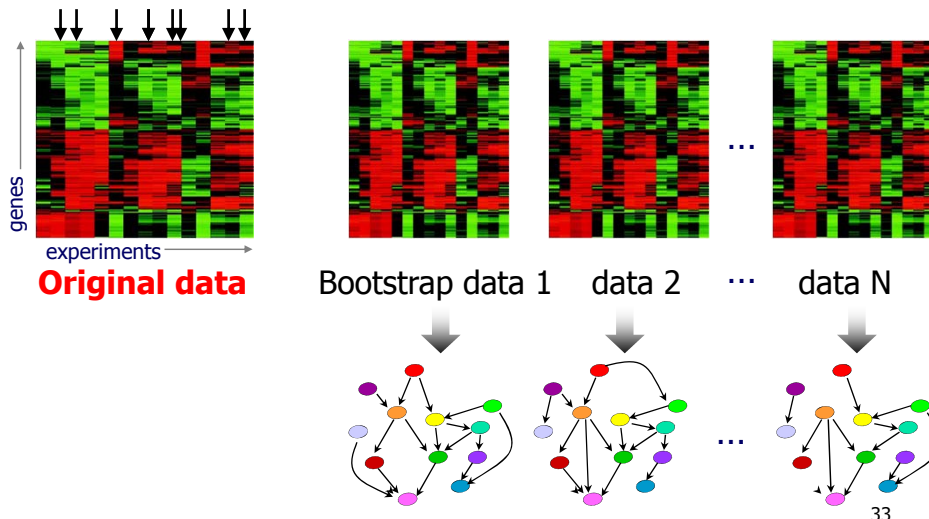 genes
experiments
Original data
...
Bootstrap data 1 data 2 ... data N
...
33